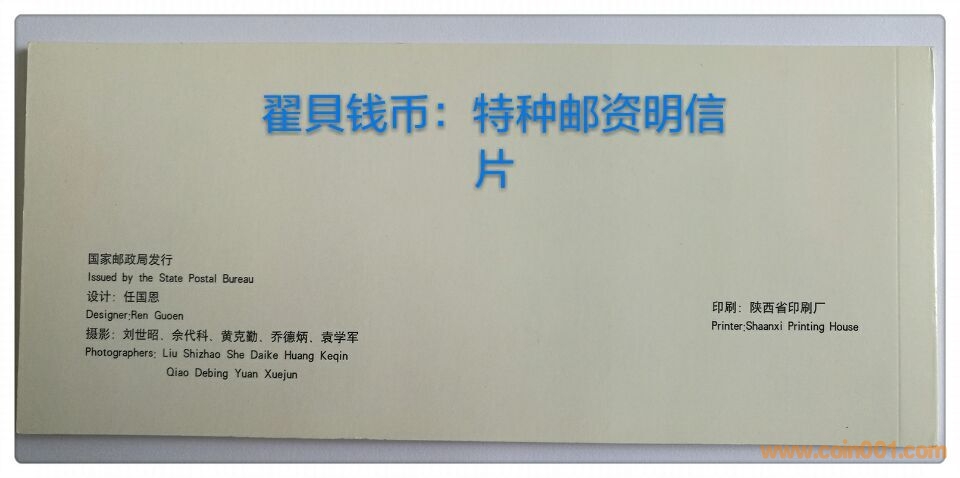 翟貝钱币：特种邮资明信
片
国家邮政局发行
Issued by the State Postal Bureau
设计：任国恩
Designer:Ren Guoen
摄影：刘世昭、佘代科、黄克勤、乔德炳、袁学军
Photographers: Liu Shizhao She Daike Huang Keqin
Qiao Debing Yuan Xuejun
印刷：陕西省印刷厂
Printer:Shaanxi Printing House
www.coin001.com